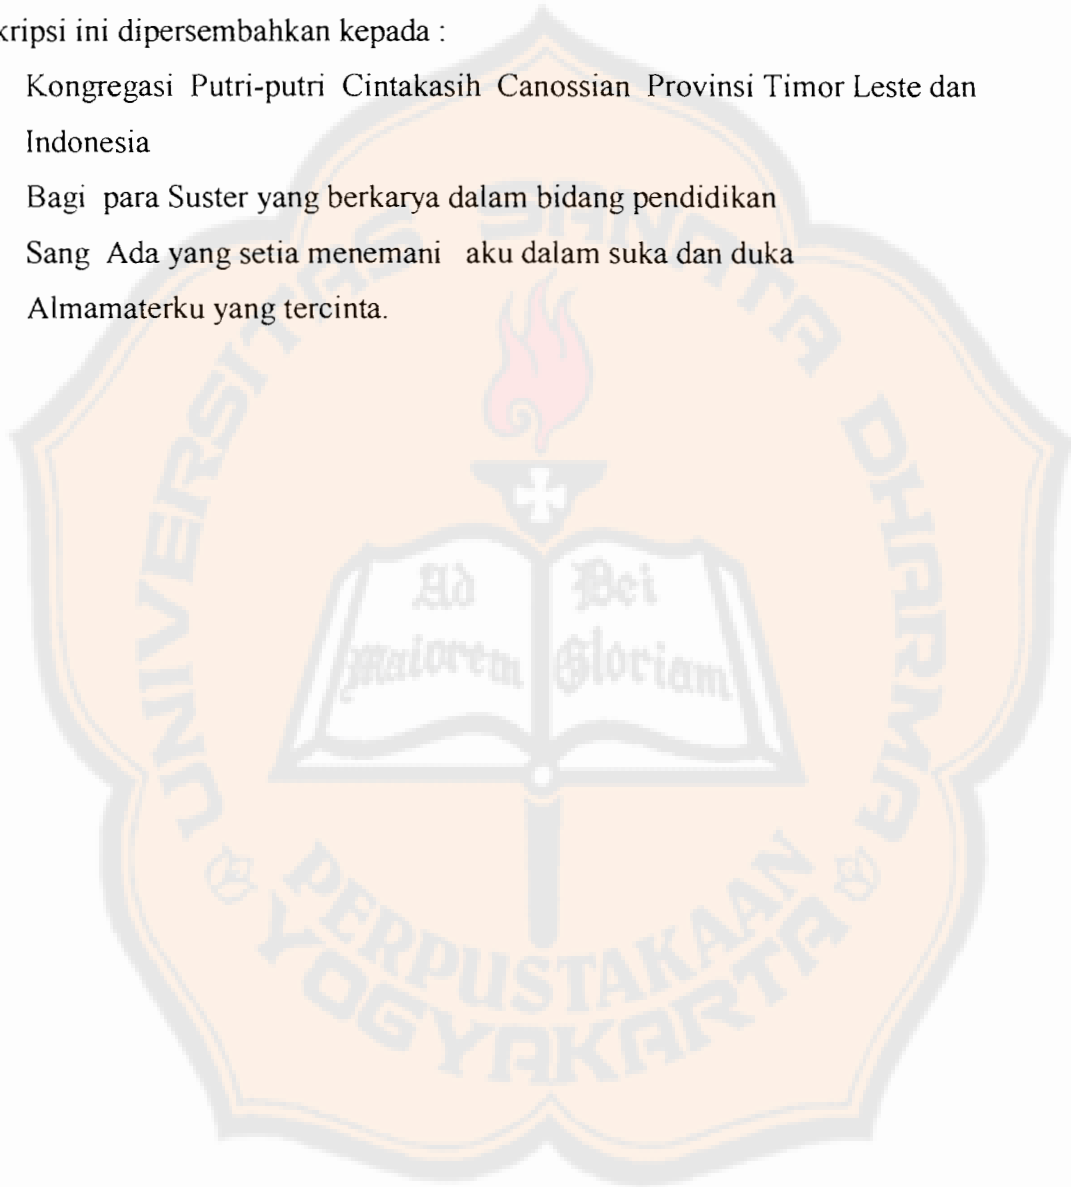 kripsi ini dipersembahkan kepada :
Kongregasi Putri-putri Cintakasih Canossian Provinsi Timor Leste dan
Indonesia
Bagi para Suster yang berkarya dalam bidang pendidikan
Sang Ada yang setia menemani aku dalam suka dan duka
Almamaterku yang tercinta.
UNIVERSITAS SANATA DHARMA
Ad Dei
Maiorem Gloriam
PERPUSTAKAAN
YOGYAKARTA